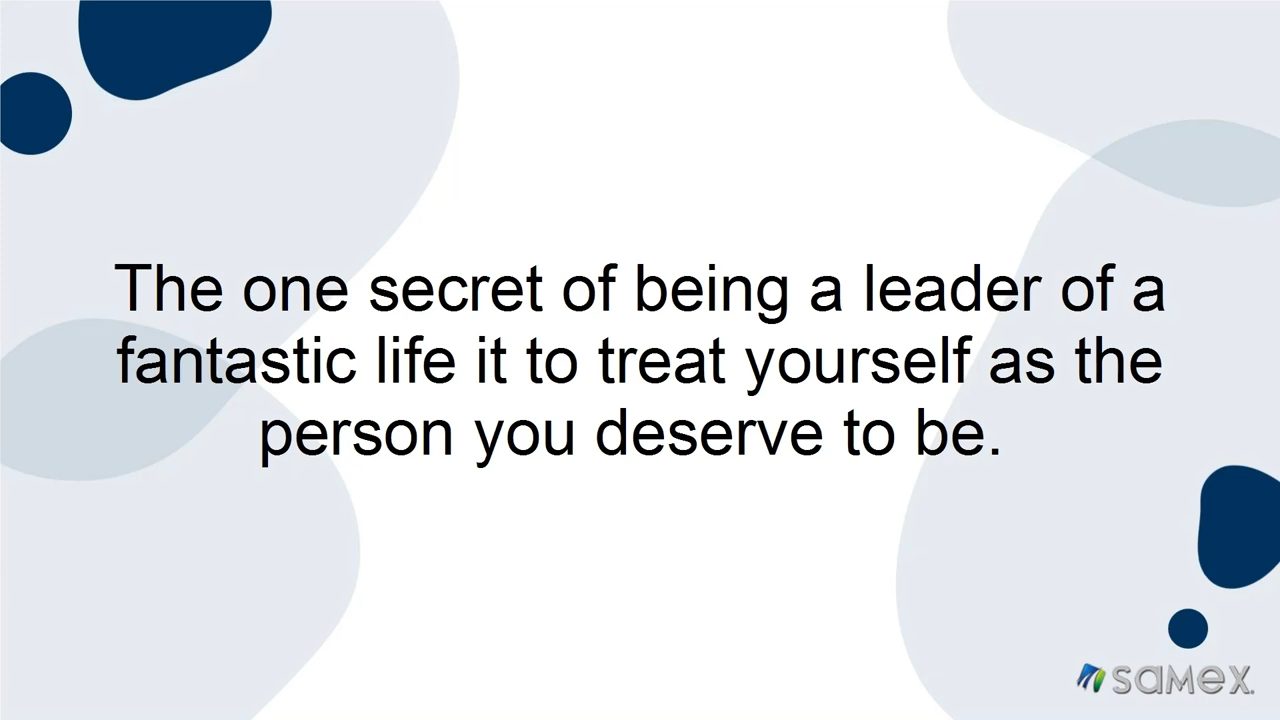 The one secret of being a leader of a
fantastic life it to treat yourself as the
person you deserve to be.
samex.